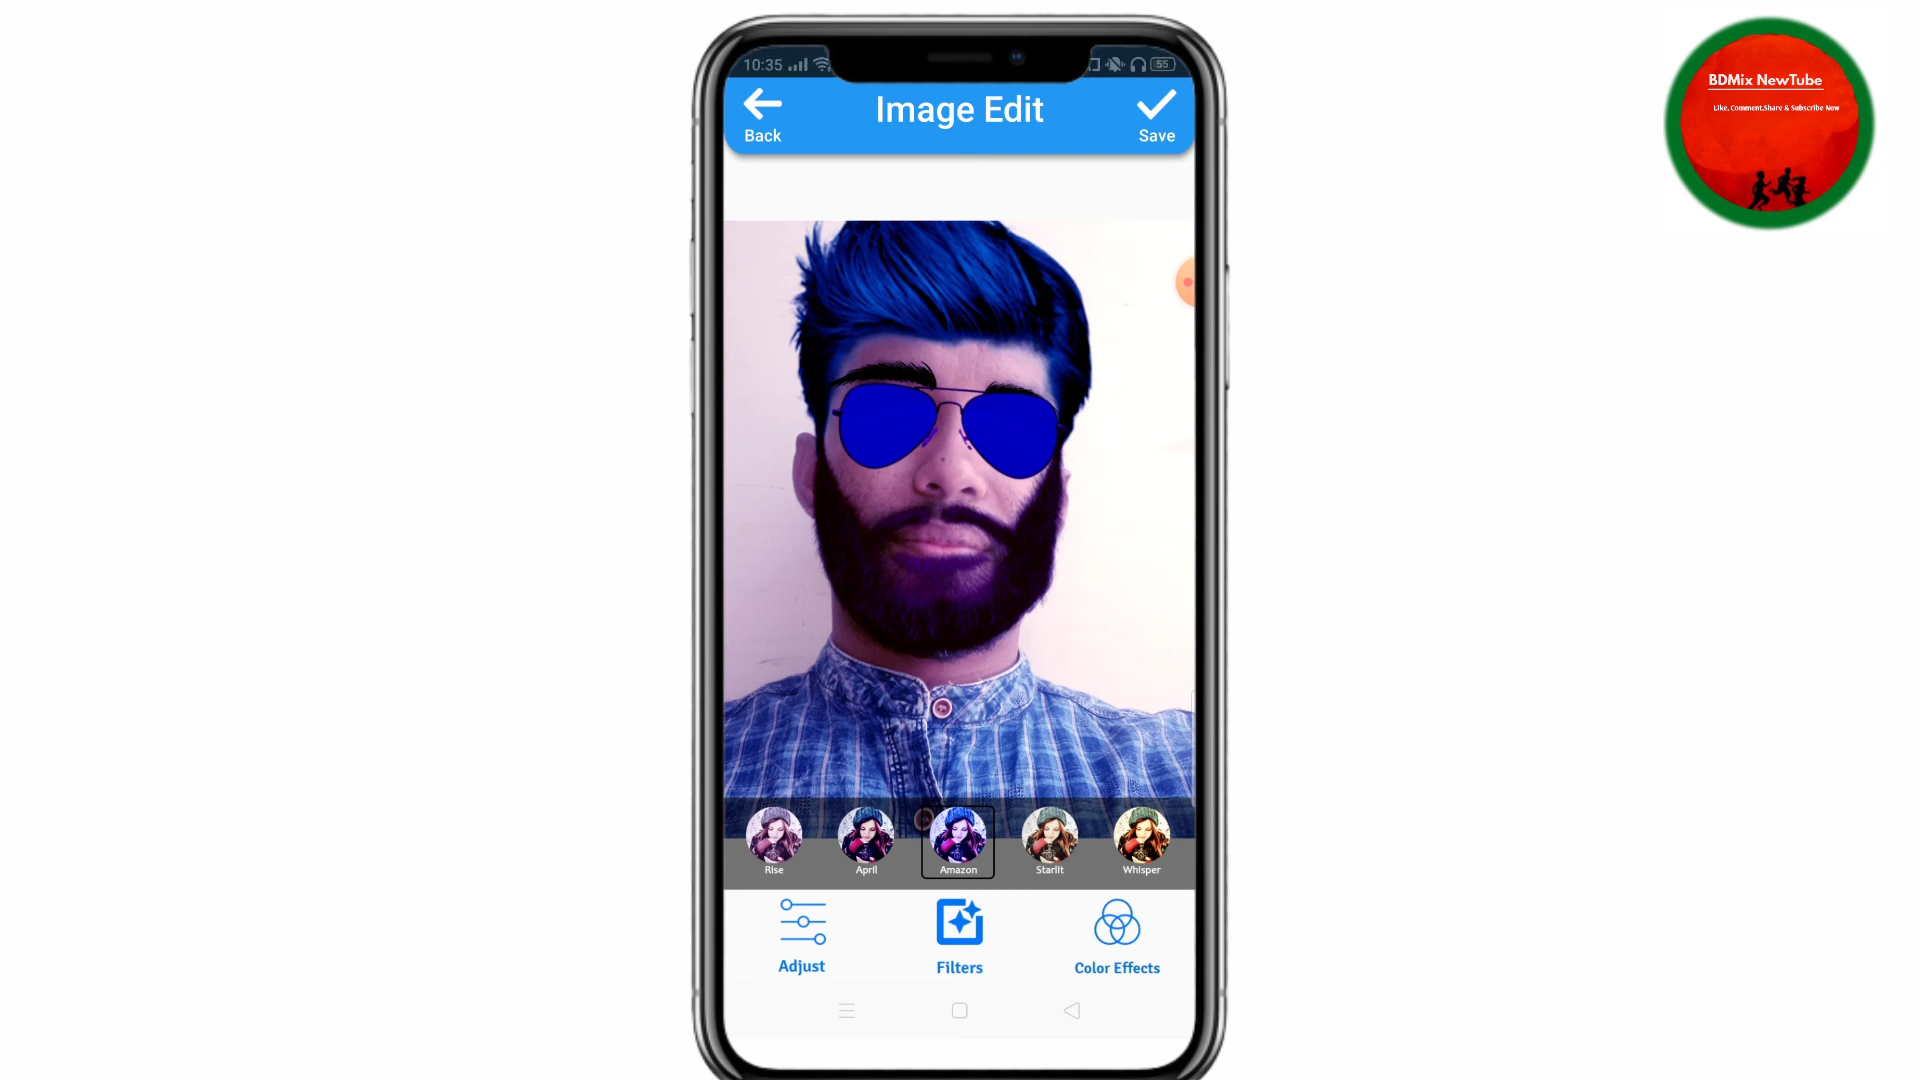 10:35
55
Image Edit
Back
Save
BDMix NewTube
Like, Comment,Share & Subscribe Now
Rise
April
Amazon
Starlit
Whisper
Adjust
Filters
Color Effects